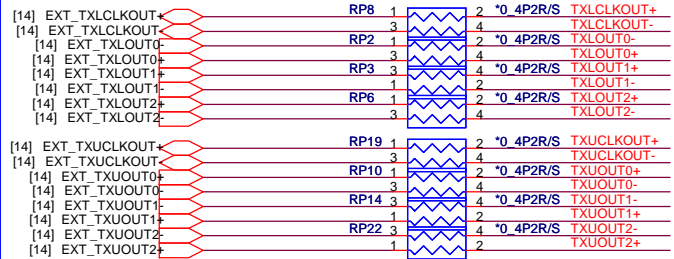 [14] EXT_TXLCLKOUT+ RP8 1 2 *0_4P2R/S TXLCLKOUT+
[14] EXT_TXLCLKOUT- 3 4 TXLCLKOUT-
[14] EXT_TXLOUT0- RP2 1 2 *0_4P2R/S TXLOUT0-
[14] EXT_TXLOUT0+ 3 4 TXLOUT0+
[14] EXT_TXLOUT1+ RP3 3 4 *0_4P2R/S TXLOUT1+
[14] EXT_TXLOUT1- 1 2 TXLOUT1-
[14] EXT_TXLOUT2+ RP6 1 2 *0_4P2R/S TXLOUT2+
[14] EXT_TXLOUT2- 3 4 TXLOUT2-
[14] EXT_TXUCLKOUT+ RP19 1 2 *0_4P2R/S TXUCLKOUT+
[14] EXT_TXUCLKOUT- 3 4 TXUCLKOUT-
[14] EXT_TXUOUT0+ RP10 1 2 *0_4P2R/S TXUOUT0+
[14] EXT_TXUOUT0- 3 4 TXUOUT0-
[14] EXT_TXUOUT1- RP14 3 4 *0_4P2R/S TXUOUT1-
[14] EXT_TXUOUT1+ 1 2 TXUOUT1+
[14] EXT_TXUOUT2- RP22 3 4 *0_4P2R/S TXUOUT2-
[14] EXT_TXUOUT2+ 1 2 TXUOUT2+